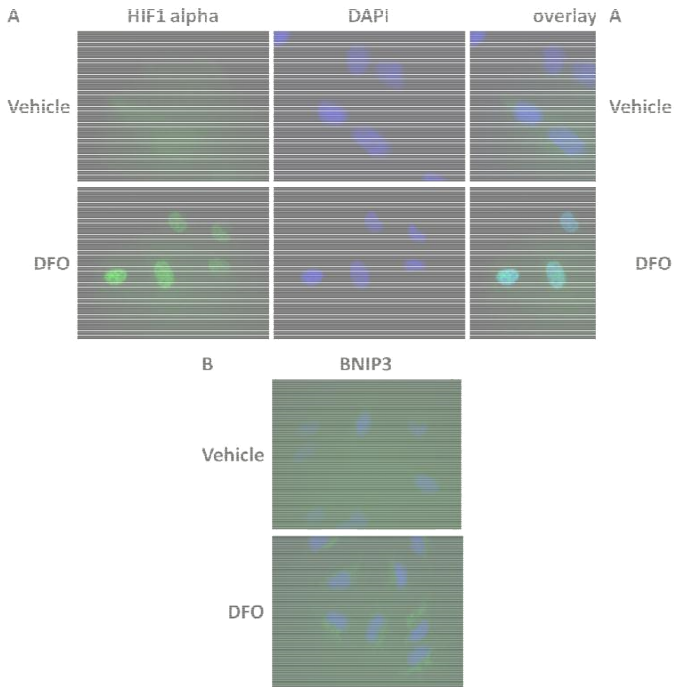 A HIF1 alpha DAPI overlay A
Vehicle Vehicle
DFO DFO
B BNIP3
Vehicle
DFO